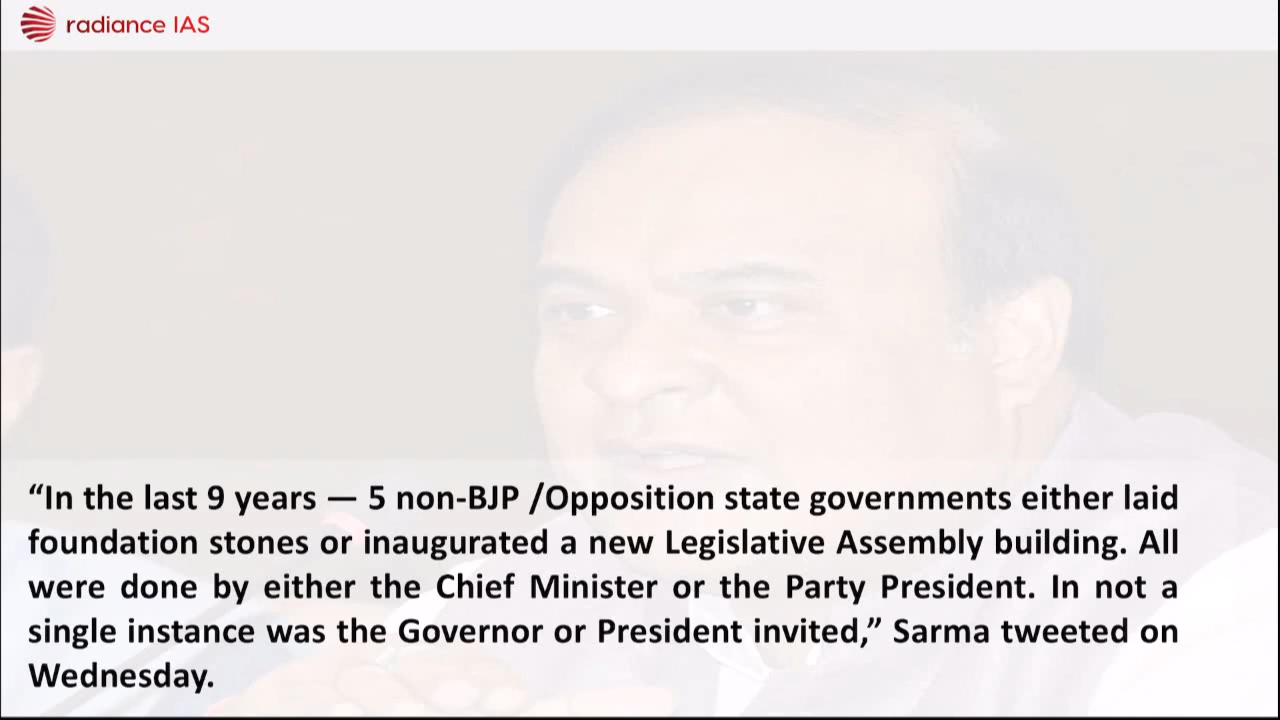 radiance IAS
“In the last 9 years — 5 non-BJP /Opposition state governments either laid
foundation stones or inaugurated a new Legislative Assembly building. All
were done by either the Chief Minister or the Party President. In not a
single instance was the Governor or President invited,” Sarma tweeted on
Wednesday.